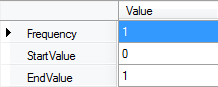 Value
Frequency 1
StartValue 0
EndValue 1